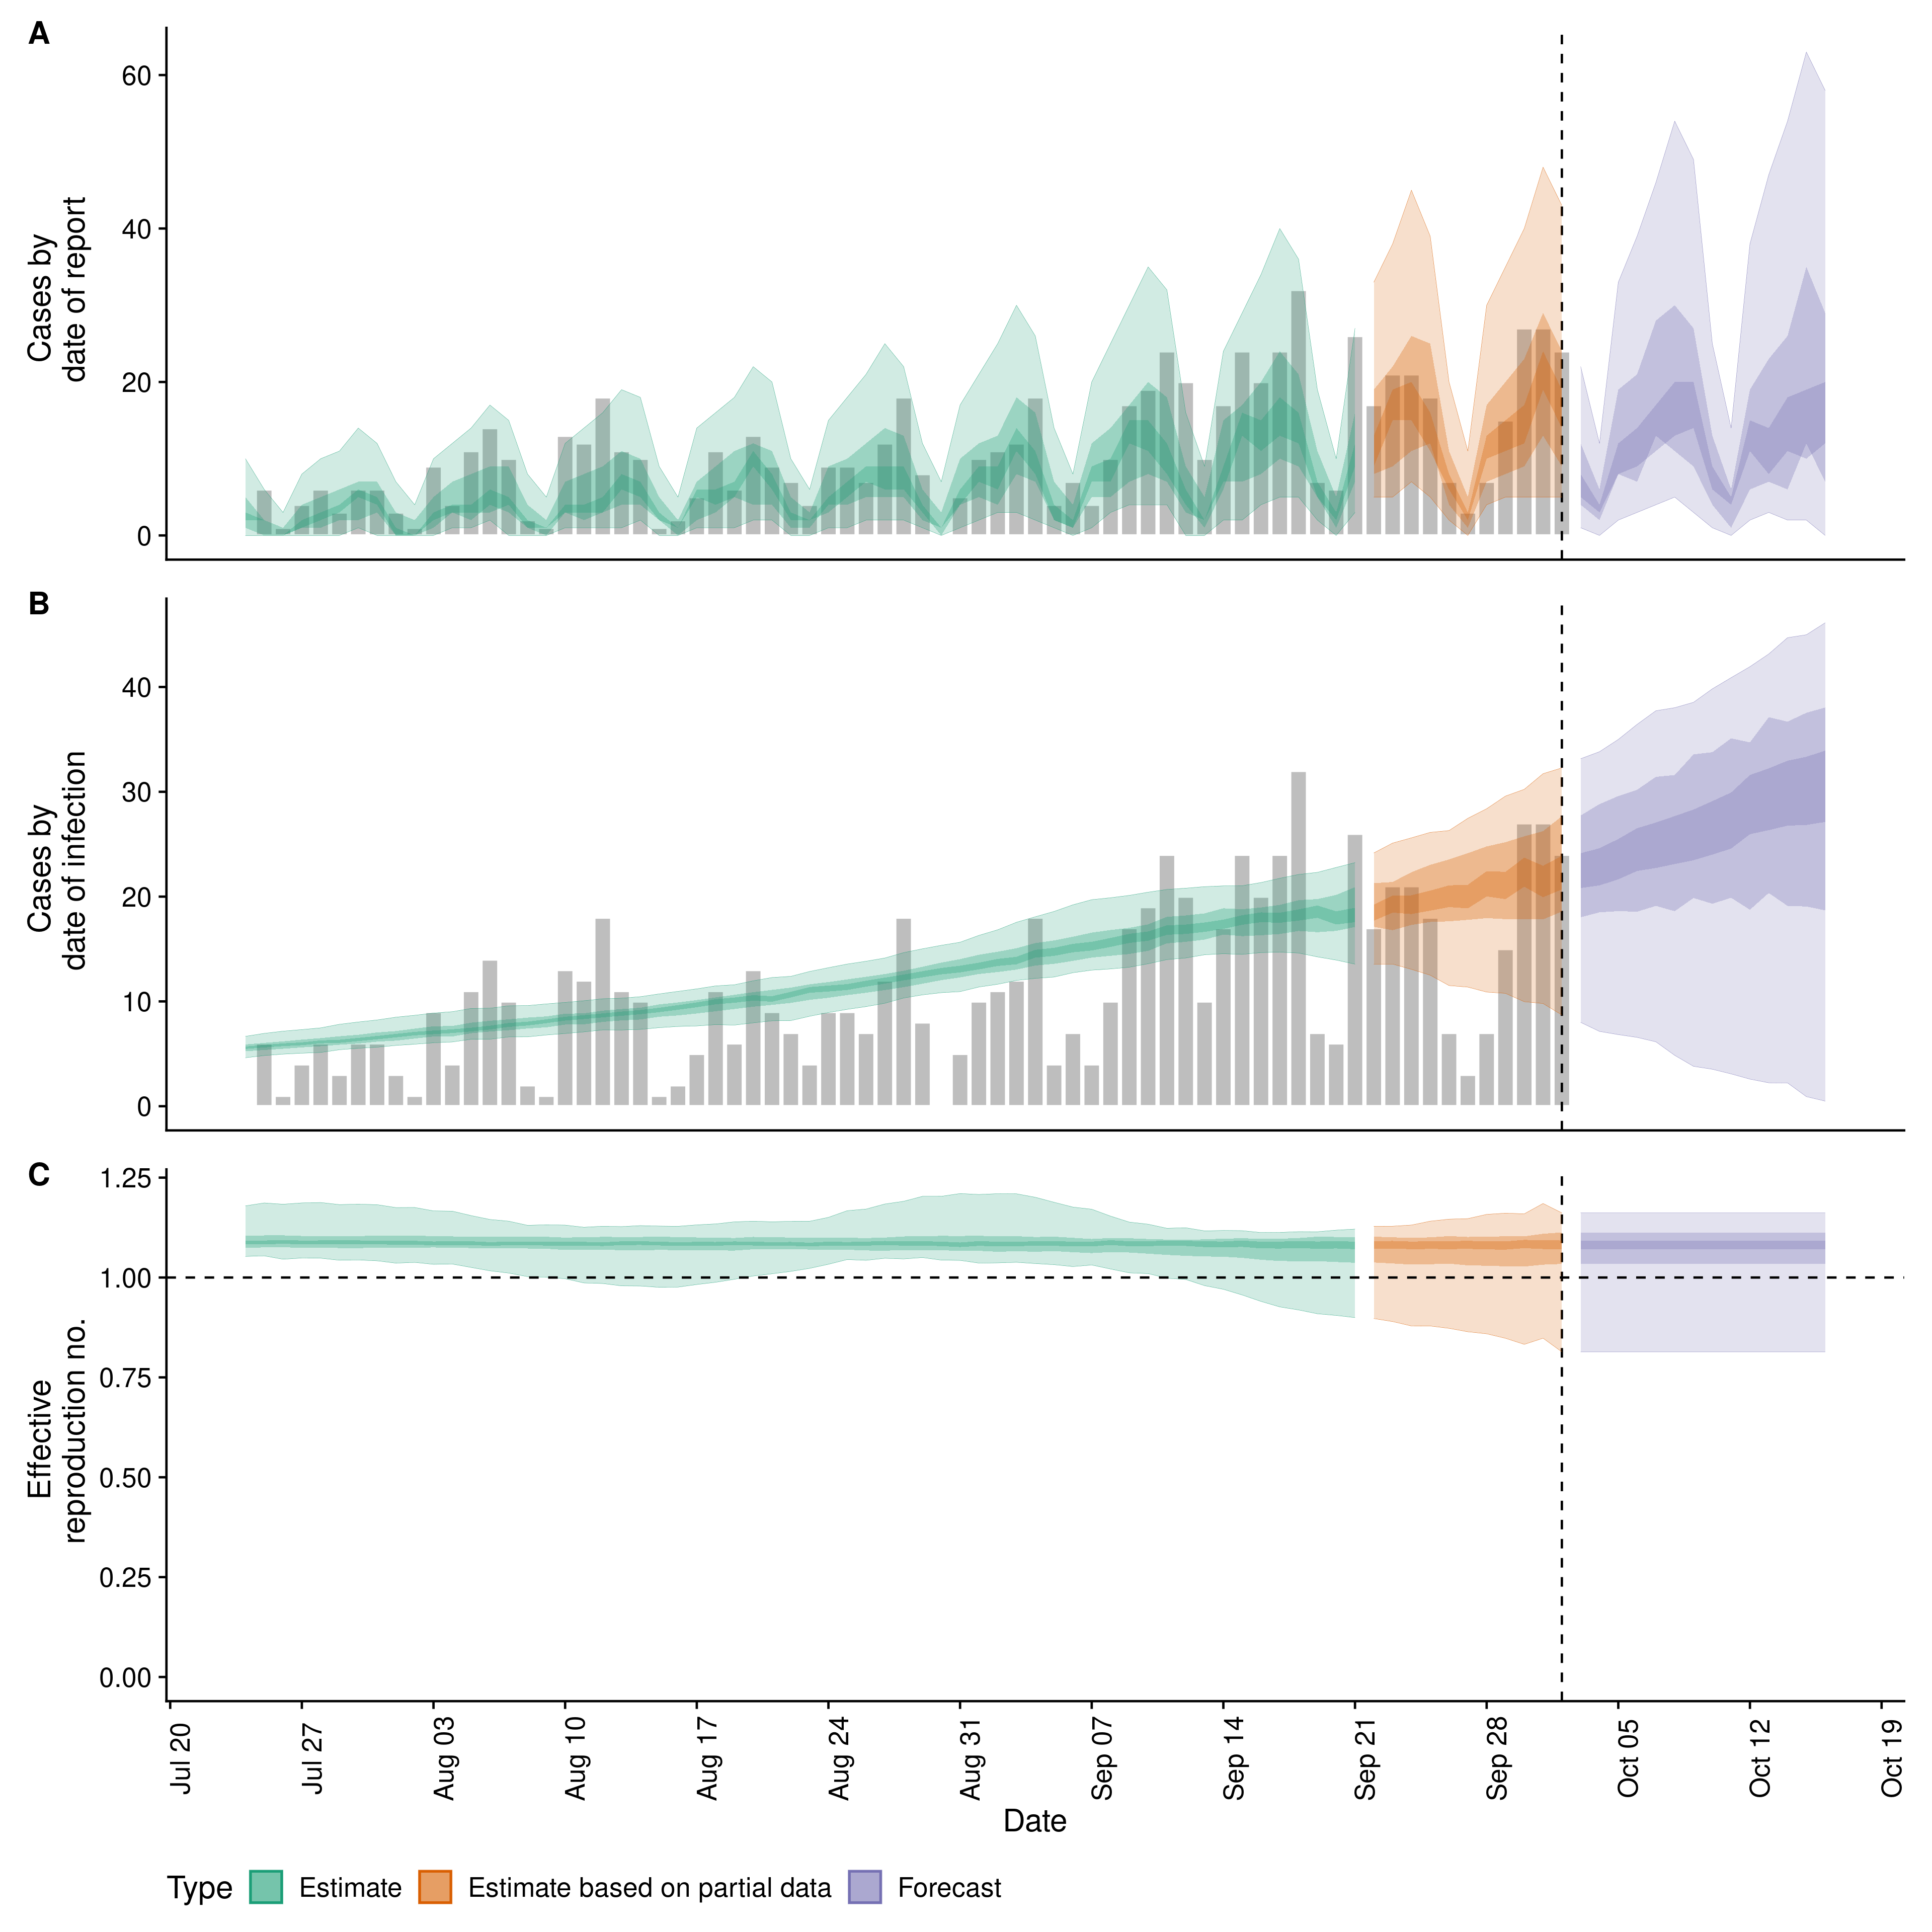 A
60
40
20
0
Cases by
date of report
B
40
30
20
10
0
Cases by
date of infection
C
1.25
1.00
0.75
0.50
0.25
0.00
Effective
reproduction no.
Jul 20
Jul 27
Aug 03
Aug 10
Aug 17
Aug 24
Aug 31
Sep 07
Sep 14
Sep 21
Sep 28
Oct 05
Oct 12
Oct 19
Date
Type Estimate Estimate based on partial data Forecast